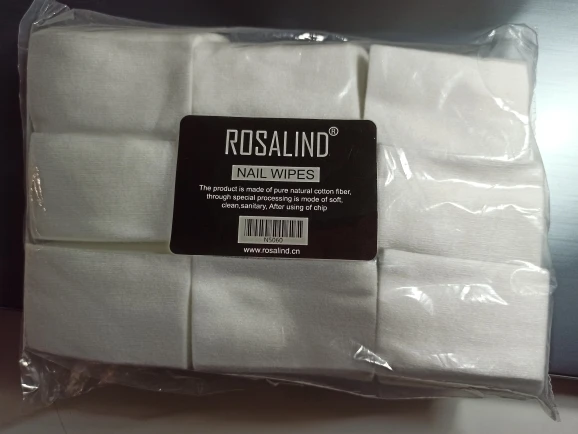 ROSALIND®
NAIL WIPES
The product is made of pure natural cotton fiber,
through special processing is mode of soft,
clean,sanitary, After using of chip
NS060
www.rosalind.cn